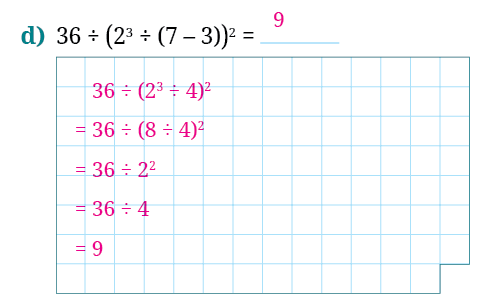 d) 36 ÷ (2³ ÷ (7 – 3))² = 9
36 ÷ (2³ ÷ 4)²
= 36 ÷ (8 ÷ 4)²
= 36 ÷ 2²
= 36 ÷ 4
= 9